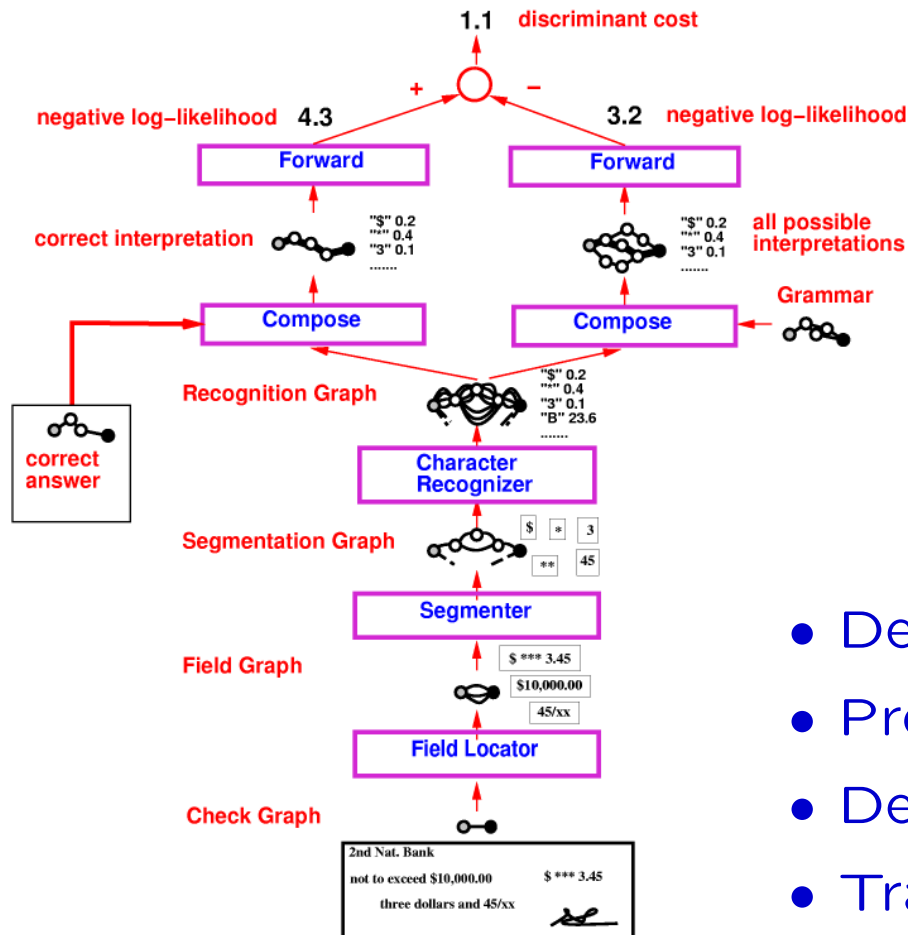 1.1 discriminant cost
+ −
negative log−likelihood 4.3
3.2 negative log−likelihood
Forward
Forward
correct interpretation
"$" 0.2
"*" 0.4
"3" 0.1
.......
"$" 0.2
"*" 0.4
"3" 0.1
.......
all possible
interpretations
Grammar
Compose
Compose
Recognition Graph
"$" 0.2
"*" 0.4
"3" 0.1
"B" 23.6
.......
correct
answer
Character
Recognizer
Segmentation Graph
$ * 3
** 45
Segmenter
Field Graph
$ *** 3.45
$10,000.00
45/xx
Field Locator
Check Graph
2nd Nat. Bank
not to exceed $10,000.00 $ *** 3.45
three dollars and 45/xx
• De
• Pr
• De
• Tra